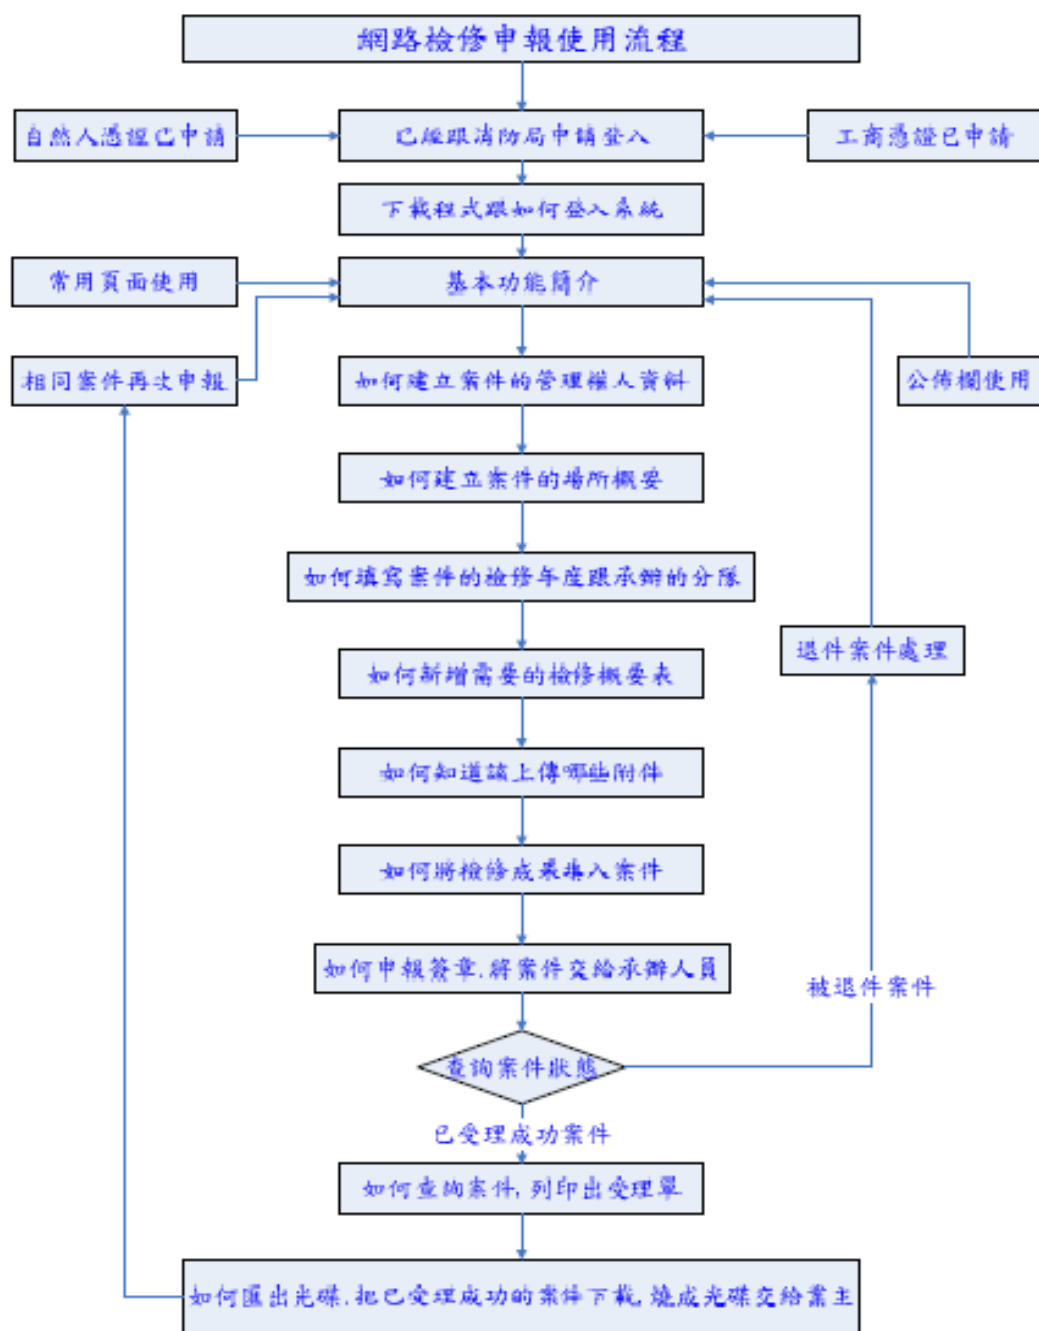 網路檢修申報使用流程
自然人憑證已申請
已經跟消防局申請登入
工商憑證已申請
下載程式跟如何登入系統
常用頁面使用
基本功能簡介
相同案件再次申報
如何建立案件的管理權人資料
公佈欄使用
如何建立案件的場所概要
如何填寫案件的檢修年度跟承辦的分隊
退件案件處理
如何新增需要的檢修概要表
如何知道該上傳哪些附件
如何將檢修成果填入案件
如何申報簽章,將案件交給承辦人員
被退件案件
查詢案件狀態
已受理成功案件
如何查詢案件,列印出受理單
如何匯出光碟,把已受理成功的案件下載,燒成光碟交給業主